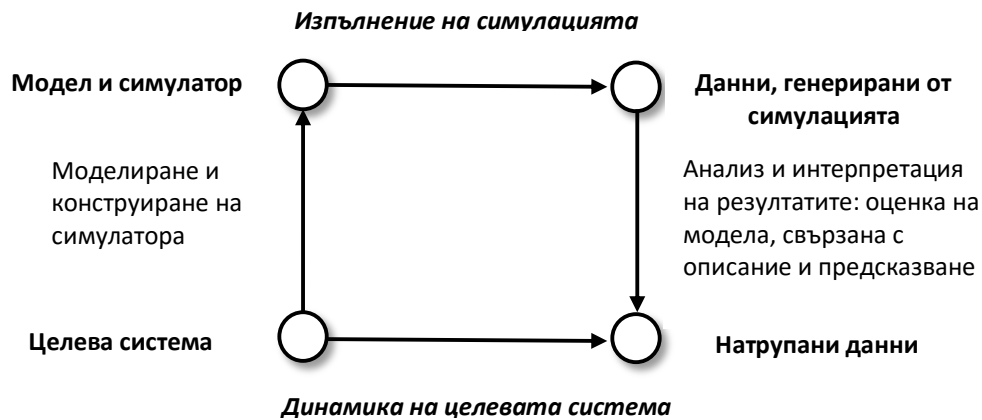 Изпълнение на симулацията
Модел и симулатор
Данни, генерирани от
симулацията
Моделиране и
конструиране на
симулатора
Анализ и интерпретация
на резултатите: оценка на
модела, свързана с
описание и предсказване
Целева система
Натрупани данни
Динамика на целевата система